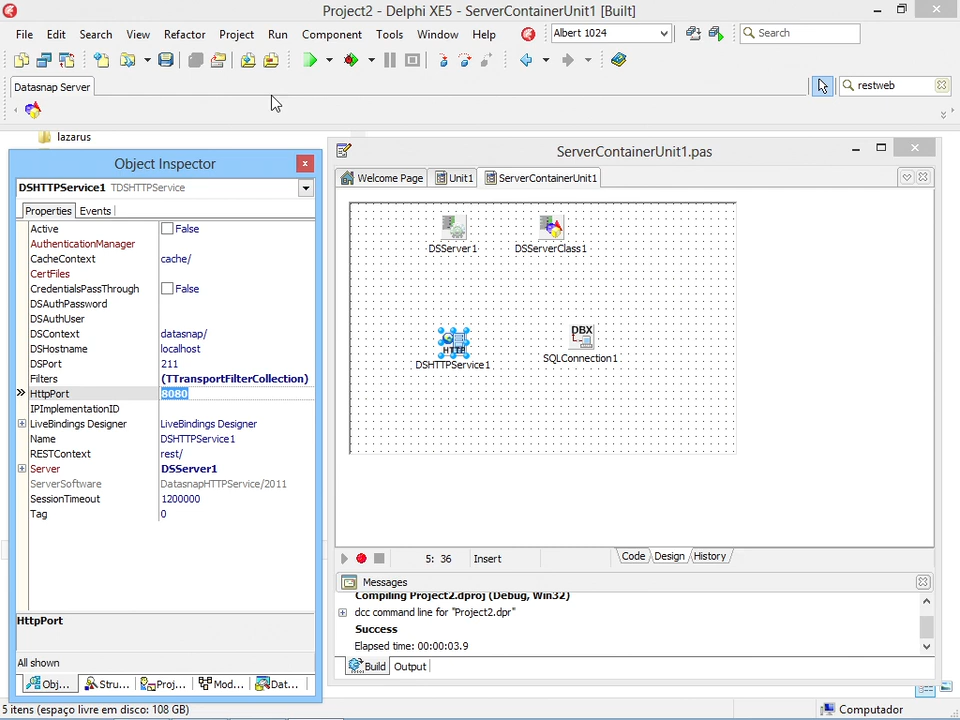 Project2 - Delphi XE5 - ServerContainerUnit1 [Built]
File Edit Search View Refactor Project Run Component Tools Window Help
Albert 1024
Search
Datasnap Server
restweb
lazarus
Object Inspector
DSHTTPService1 TDSHTTPService
Properties Events
Active False
AuthenticationManager
CacheContext cache/
CertFiles
CredentialsPassThrough False
DSAuthPassword
DSAuthUser
DSContext datasnap/
DSHostname localhost
DSPort 211
Filters (TTransportFilterCollection)
HttpPort 8080
IPImplementationID
LiveBindings Designer LiveBindings Designer
Name DSHTTPService1
RESTContext rest/
Server DSServer1
ServerSoftware DatasnapHTTPService/2011
SessionTimeout 1200000
Tag 0
HttpPort
All shown
Obj... Stru... Proj... Mod... Dat...
ServerContainerUnit1.pas
Welcome Page Unit1 ServerContainerUnit1
DSServer1
DSServerClass1
HTTP
DSHTTPService1
DBX
SQLConnection1
5: 36 Insert
Code Design History
Messages
Compiling Project2.dproj (Debug, Win32)
dcc command line for "Project2.dpr"
Success
Elapsed time: 00:00:03.9
Build Output
5 itens (espaço livre em disco: 108 GB)
Computador